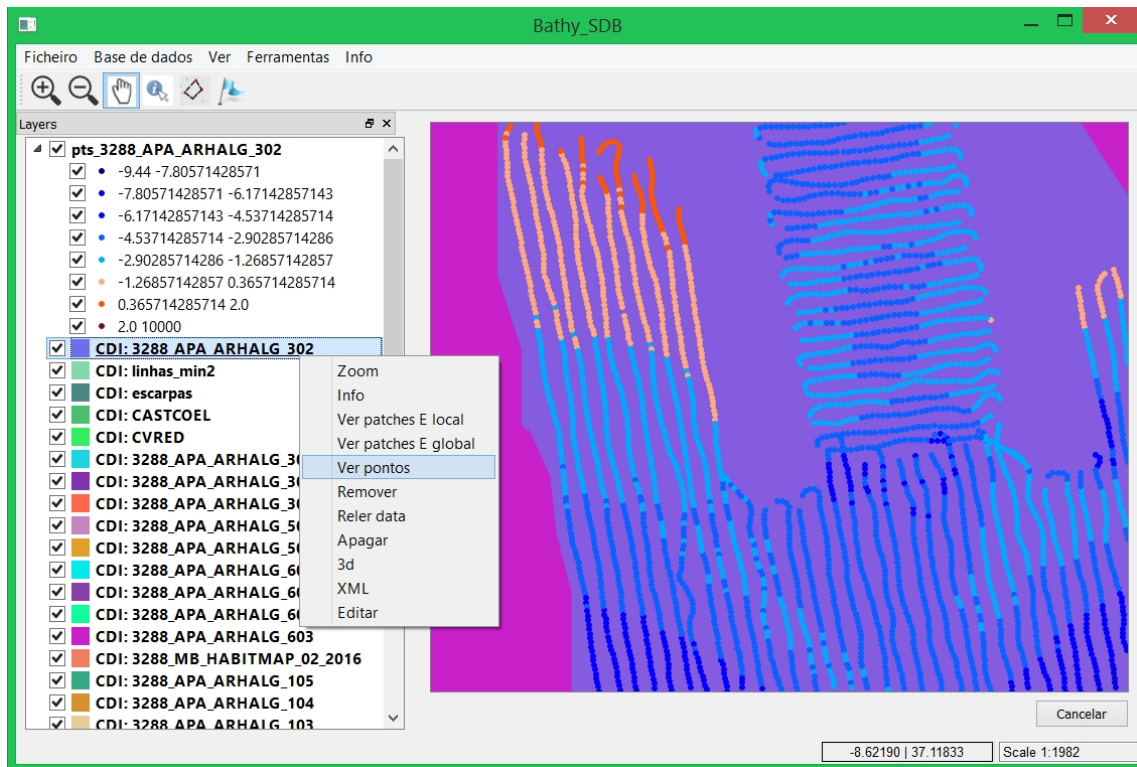 Bathy_SDB
Ficheiro Base de dados Ver Ferramentas Info
Layers
pts_3288_APA_ARHALG_302
-9.44 -7.80571428571
-7.80571428571 -6.17142857143
-6.17142857143 -4.53714285714
-4.53714285714 -2.90285714286
-2.90285714286 -1.26857142857
-1.26857142857 0.365714285714
0.365714285714 2.0
2.0 10000
CDI: 3288_APA_ARHALG_302
CDI: linhas_min2
CDI: escarpas
CDI: CASTCOEL
CDI: CVRED
CDI: 3288_APA_ARHALG_3
CDI: 3288_APA_ARHALG_3
CDI: 3288_APA_ARHALG_3
CDI: 3288_APA_ARHALG_5
CDI: 3288_APA_ARHALG_5
CDI: 3288_APA_ARHALG_6
CDI: 3288_APA_ARHALG_6
CDI: 3288_APA_ARHALG_6
CDI: 3288_APA_ARHALG_603
CDI: 3288_MB_HABITMAP_02_2016
CDI: 3288_APA_ARHALG_105
CDI: 3288_APA_ARHALG_104
CDI: 3288_APA_ARHALG_103
Zoom
Info
Ver patches E local
Ver patches E global
Ver pontos
Remover
Reler data
Apagar
3d
XML
Editar
Cancelar
-8.62190 | 37.11833
Scale 1:1982